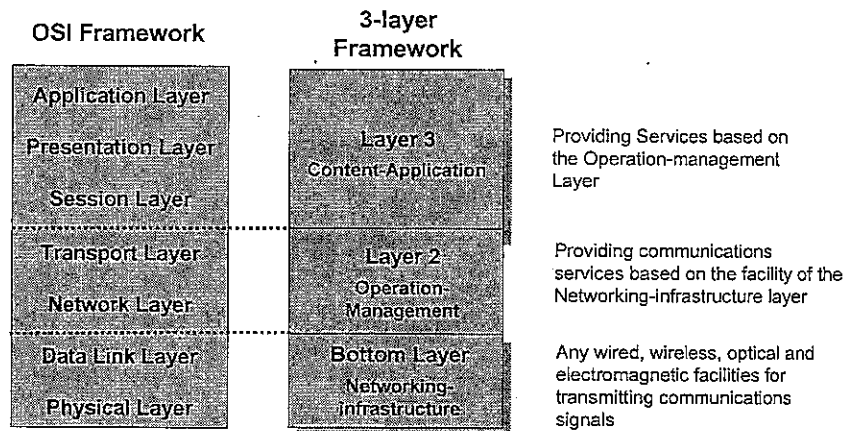 OSI Framework
3-layer
Framework
Application Layer
Presentation Layer
Session Layer
Transport Layer
Network Layer
Data Link Layer
Physical Layer
Layer 3
Content-Application
Layer 2
Operation-
Management
Bottom Layer
Networking-
infrastructure
Providing Services based on
the Operation-management
Layer
Providing communications
services based on the facility of the
Networking-infrastructure layer
Any wired, wireless, optical and
electromagnetic facilities for
transmitting communications
signals